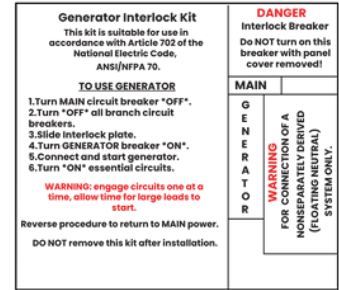 Generator Interlock Kit
This kit is suitable for use in
accordance with Article 702 of the
National Electric Code,
ANSI/NFPA 70.
TO USE GENERATOR
1.Turn MAIN circuit breaker *OFF*.
2.Turn *OFF* all branch circuit
breakers.
3.Slide Interlock plate.
4.Turn GENERATOR breaker *ON*.
5.Connect and start generator.
6.Turn *ON* essential circuits.
WARNING: engage circuits one at a
time, allow time for large loads to
start.
Reverse procedure to return to MAIN power.
DO NOT remove this kit after installation.
DANGER
Interlock Breaker
Do NOT turn on this
breaker with panel
cover removed!
MAIN
GENERATOR
WARNING
FOR CONNECTION OF A
NONSEPARATELY DERIVED
(FLOATING NEUTRAL)
SYSTEM ONLY.